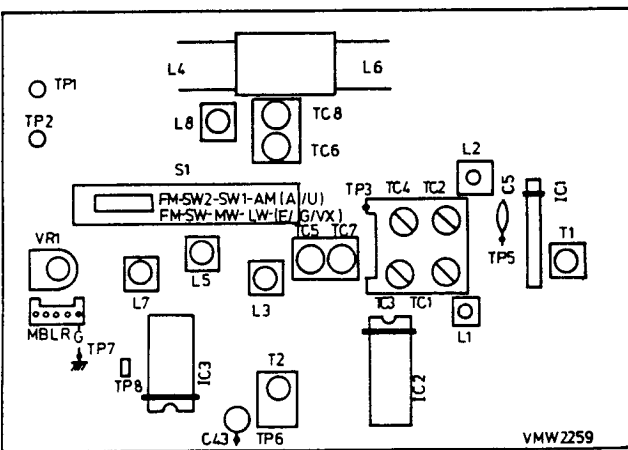 L4
L6
TP1
TP2
L8
TC8
TC6
S1
FM-SW2-SW1-AM(A/U)
FM-SW-MW-LW-(E/G/VX)
TP3
TC4
TC2
L2
C5
IC1
TP5
T1
VR1
L7
L5
L3
TC5
TC7
TC3
TC1
L1
MBLRG
TP7
TP8
IC3
T2
IC2
C43
TP6
VMW2259